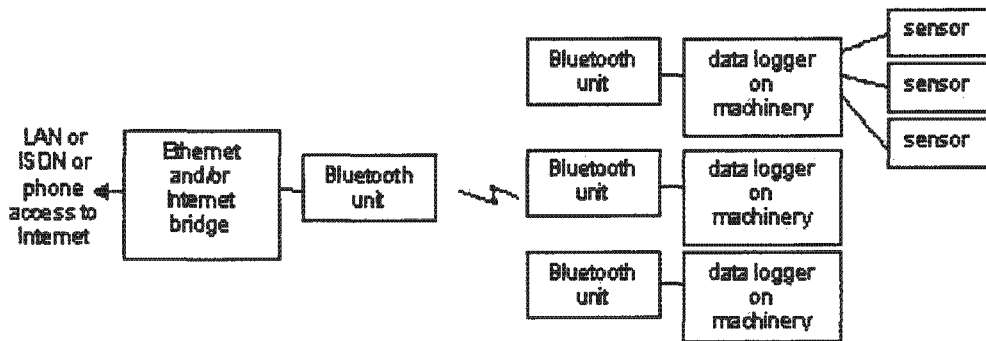 LAN or
ISDN or
phone
access to
Internet
Ethernet
and/or
Internet
bridge
Bluetooth
unit
Bluetooth
unit
data logger
on
machinery
sensor
sensor
sensor
Bluetooth
unit
data logger
on
machinery
Bluetooth
unit
data logger
on
machinery